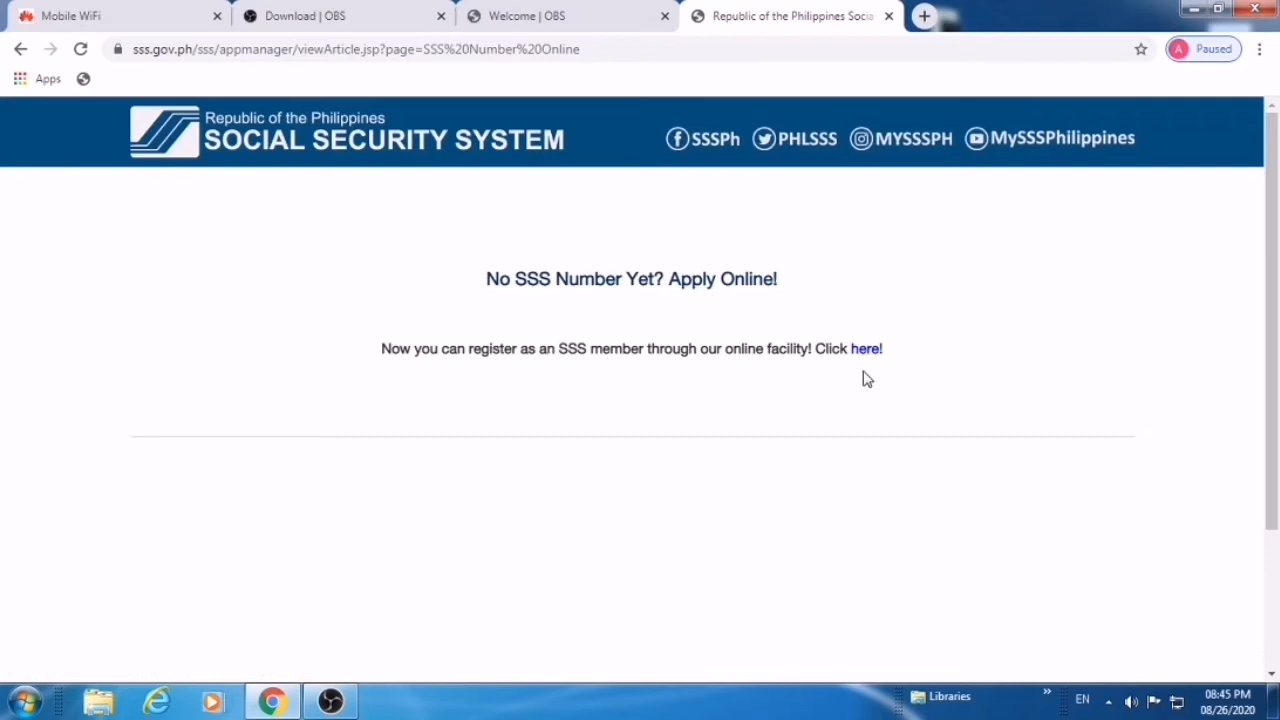 Mobile WiFi
Download | OBS
Welcome | OBS
Republic of the Philippines Socia
sss.gov.ph/sss/appmanager/viewArticle.jsp?page=SSS%20Number%20Online
A Paused
Apps
Republic of the Philippines
SOCIAL SECURITY SYSTEM
SSSPh PHLSSS MYSSSPH MySSSPhilippines
No SSS Number Yet? Apply Online!
Now you can register as an SSS member through our online facility! Click here!
Libraries
EN
08:45 PM
08/26/2020